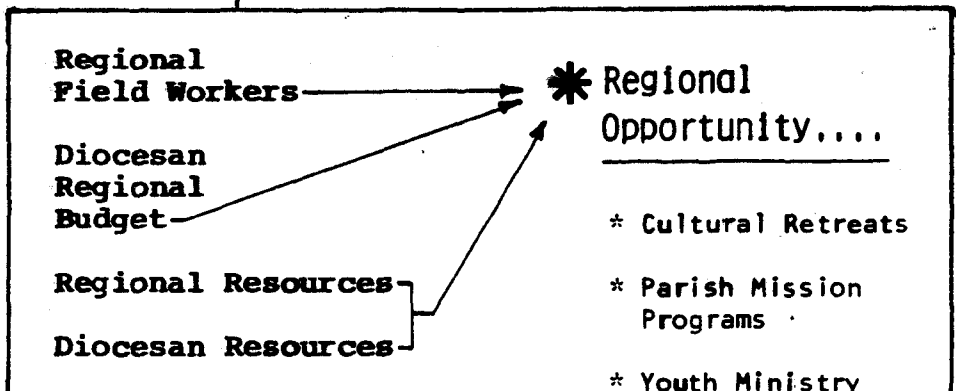 Regional
Field Workers
Diocesan
Regional
Budget
Regional Resources
Diocesan Resources
* Regional
Opportunity....
* Cultural Retreats
* Parish Mission
Programs
* Youth Ministry